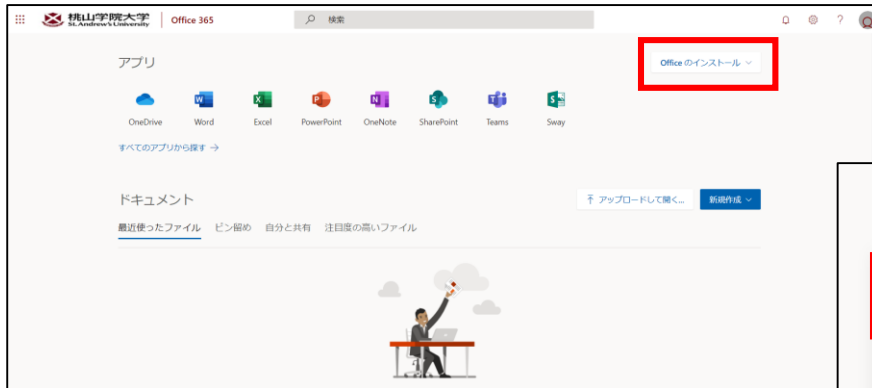 桃山学院大学
St.Andrew's University
Office 365
検索
?
アプリ
Office のインストール
OneDrive Word Excel PowerPoint OneNote SharePoint Teams Sway
すべてのアプリから探す →
ドキュメント
アップロードして開く...
新規作成
最近使ったファイル ピン留め 自分と共有 注目度の高いファイル